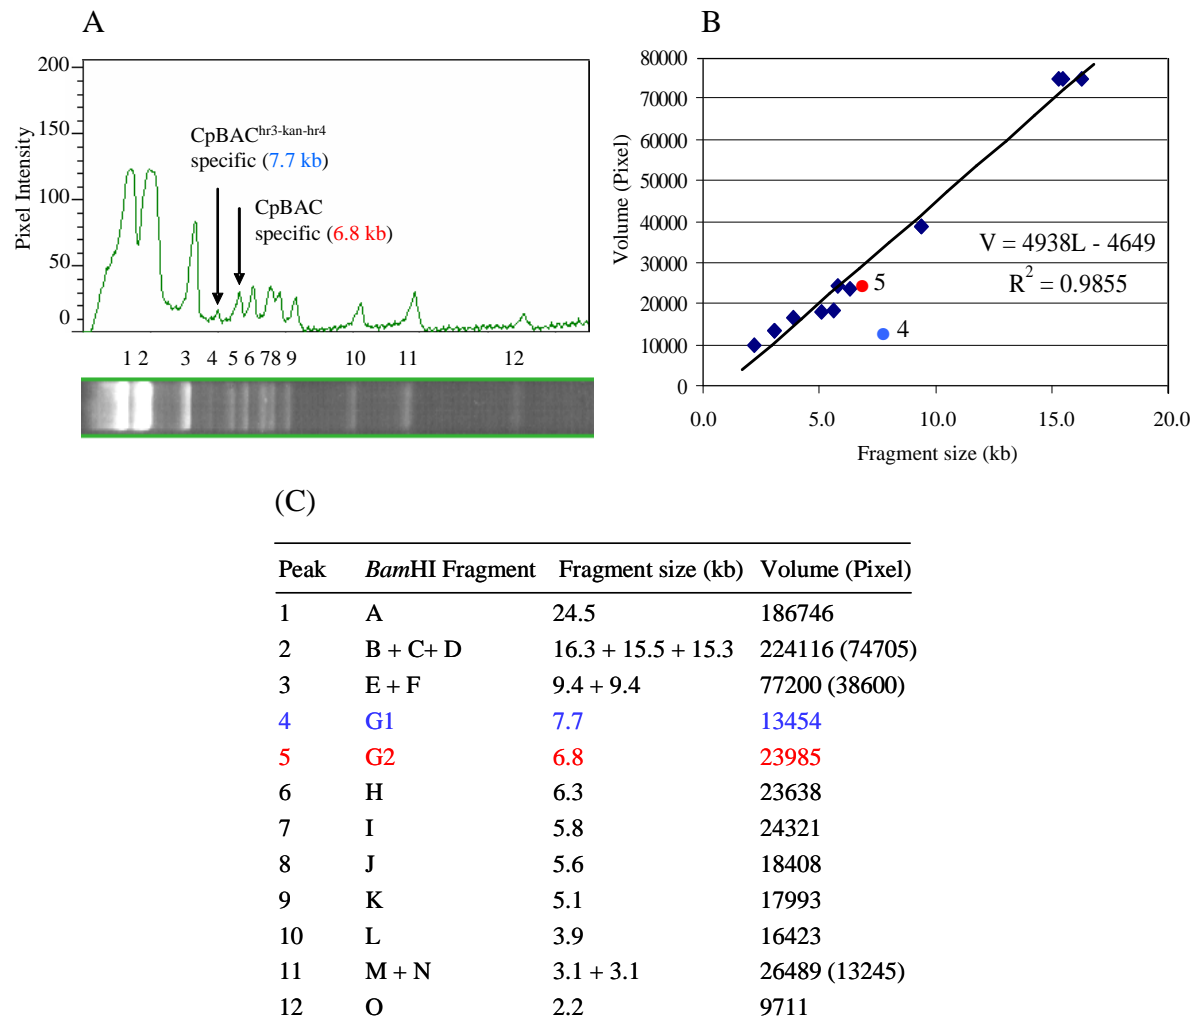 A
200
150
100
50
0
Pixel Intensity
CpBAC^hr3-kan-hr4
specific (7.7 kb)
CpBAC
specific (6.8 kb)
1 2 3 4 5 6 7 8 9 10 11 12
B
80000
70000
60000
50000
40000
30000
20000
10000
0
Volume (Pixel)
V = 4938L - 4649
R² = 0.9855
5
4
0.0 5.0 10.0 15.0 20.0
Fragment size (kb)
(C)
Peak BamHI Fragment Fragment size (kb) Volume (Pixel)
1 A 24.5 186746
2 B + C+ D 16.3 + 15.5 + 15.3 224116 (74705)
3 E + F 9.4 + 9.4 77200 (38600)
4 G1 7.7 13454
5 G2 6.8 23985
6 H 6.3 23638
7 I 5.8 24321
8 J 5.6 18408
9 K 5.1 17993
10 L 3.9 16423
11 M + N 3.1 + 3.1 26489 (13245)
12 O 2.2 9711